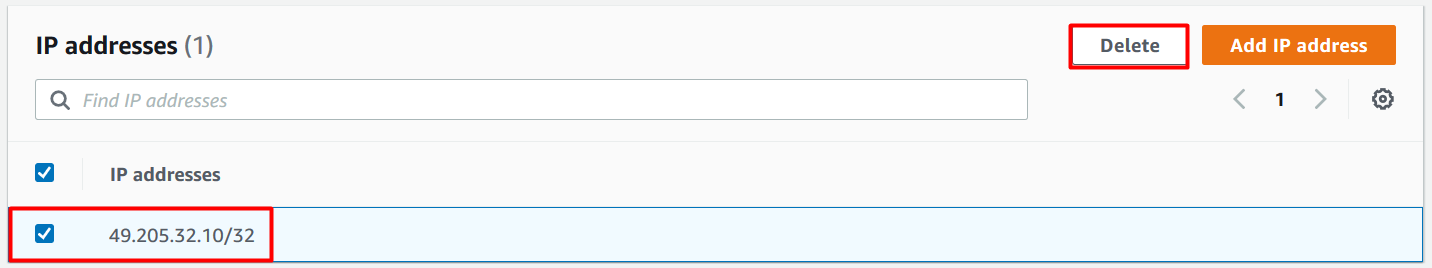 IP addresses (1)
Delete
Add IP address
Find IP addresses
1
IP addresses
49.205.32.10/32